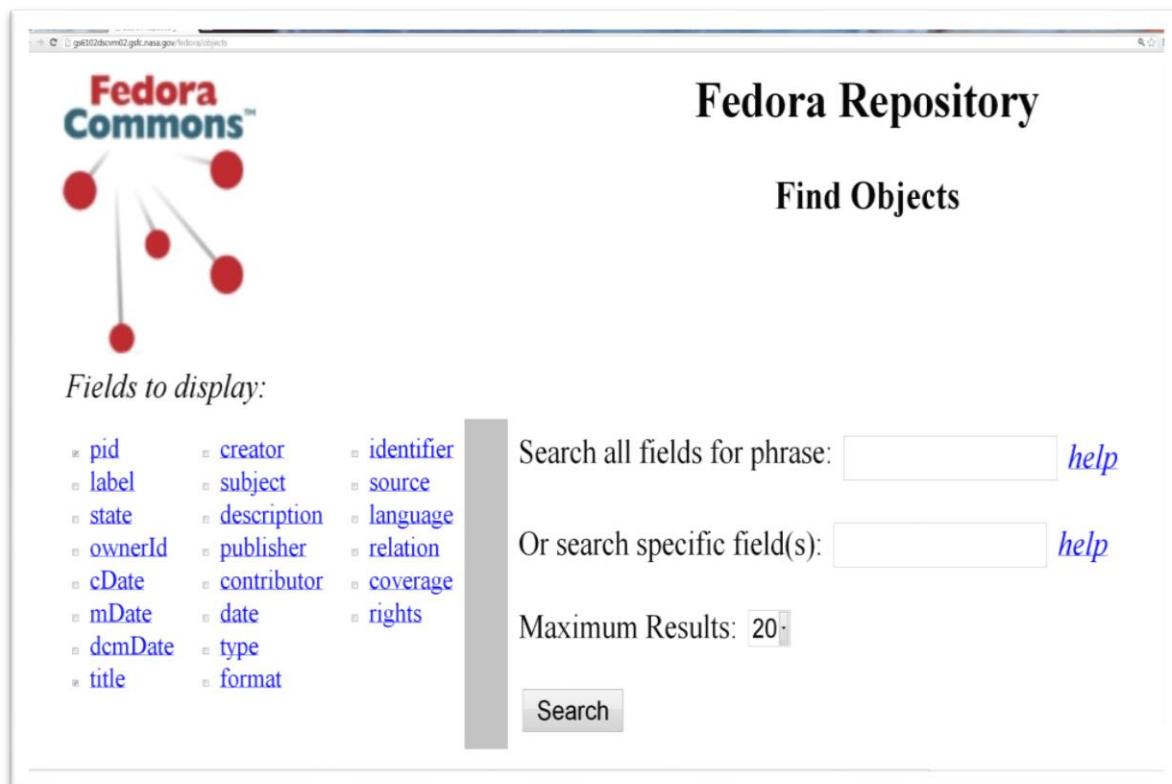 Fedora
Commons™
Fedora Repository
Find Objects
Fields to display:
pid creator identifier
label subject source
state description language
ownerId publisher relation
cDate contributor coverage
mDate date rights
dcmDate type
title format
Search all fields for phrase: help
Or search specific field(s): help
Maximum Results: 20
Search